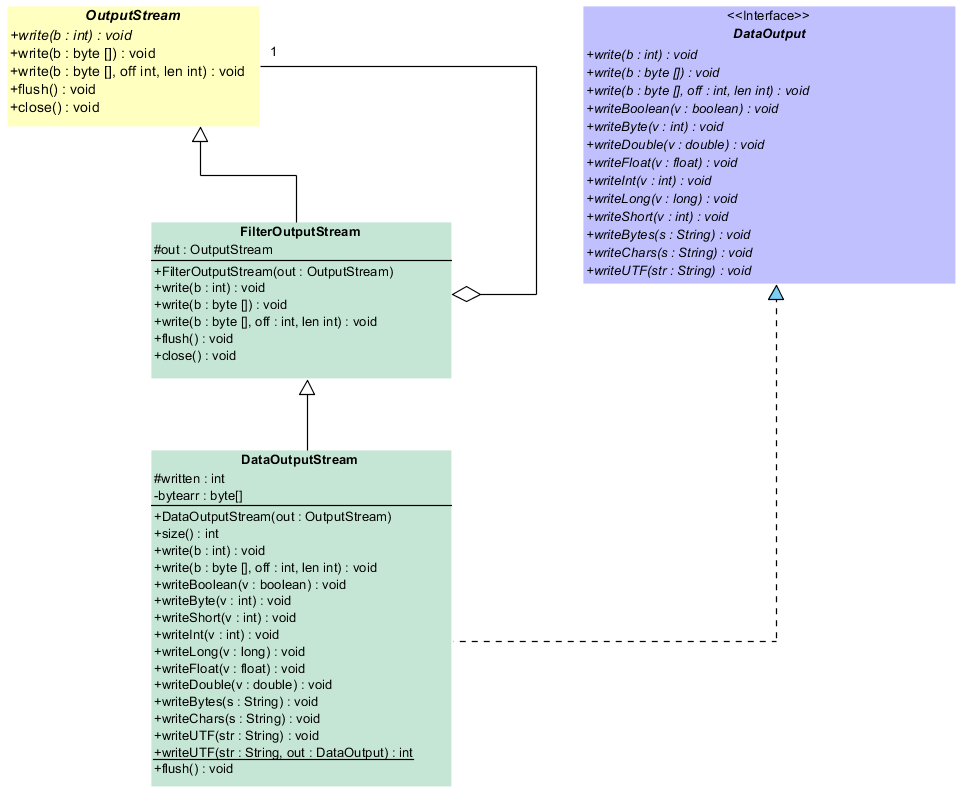 OutputStream
+write(b : int) : void
+write(b : byte []) : void
+write(b : byte [], off int, len int) : void
+flush() : void
+close() : void
1
<<Interface>>
DataOutput
+write(b : int) : void
+write(b : byte []) : void
+write(b : byte [], off : int, len int) : void
+writeBoolean(v : boolean) : void
+writeByte(v : int) : void
+writeDouble(v : double) : void
+writeFloat(v : float) : void
+writeInt(v : int) : void
+writeLong(v : long) : void
+writeShort(v : int) : void
+writeBytes(s : String) : void
+writeChars(s : String) : void
+writeUTF(str : String) : void
FilterOutputStream
#out : OutputStream
+FilterOutputStream(out : OutputStream)
+write(b : int) : void
+write(b : byte []) : void
+write(b : byte [], off : int, len int) : void
+flush() : void
+close() : void
DataOutputStream
#written : int
-bytearr : byte[]
+DataOutputStream(out : OutputStream)
+size() : int
+write(b : int) : void
+write(b : byte [], off : int, len int) : void
+writeBoolean(v : boolean) : void
+writeByte(v : int) : void
+writeShort(v : int) : void
+writeInt(v : int) : void
+writeLong(v : long) : void
+writeFloat(v : float) : void
+writeDouble(v : double) : void
+writeBytes(s : String) : void
+writeChars(s : String) : void
+writeUTF(str : String) : void
+writeUTF(str : String, out : DataOutput) : int
+flush() : void